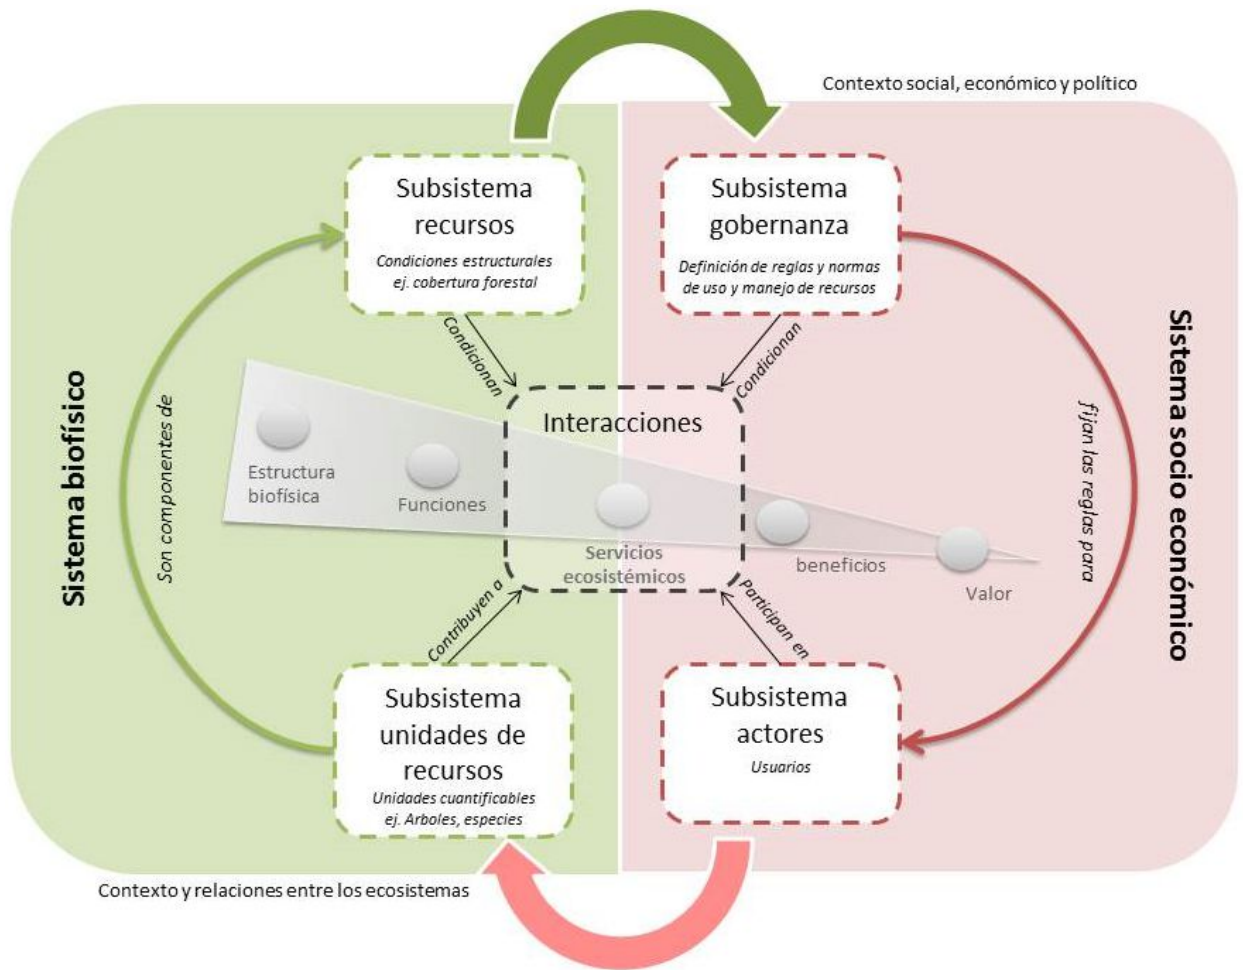 Contexto social, económico y político
Subsistema
recursos
Condiciones estructurales
ej. cobertura forestal
Subsistema
gobernanza
Definición de reglas y normas
de uso y manejo de recursos
Condicionan
Condicionan
Sistema biofísico
Son componentes de
Interacciones
Estructura
biofísica
Funciones
Servicios
ecosistémicos
beneficios
Valor
fijan las reglas para
Sistema socio económico
Contribuyen a
Participan en
Subsistema
unidades de
recursos
Unidades cuantificables
ej. Arboles, especies
Subsistema
actores
Usuarios
Contexto y relaciones entre los ecosistemas